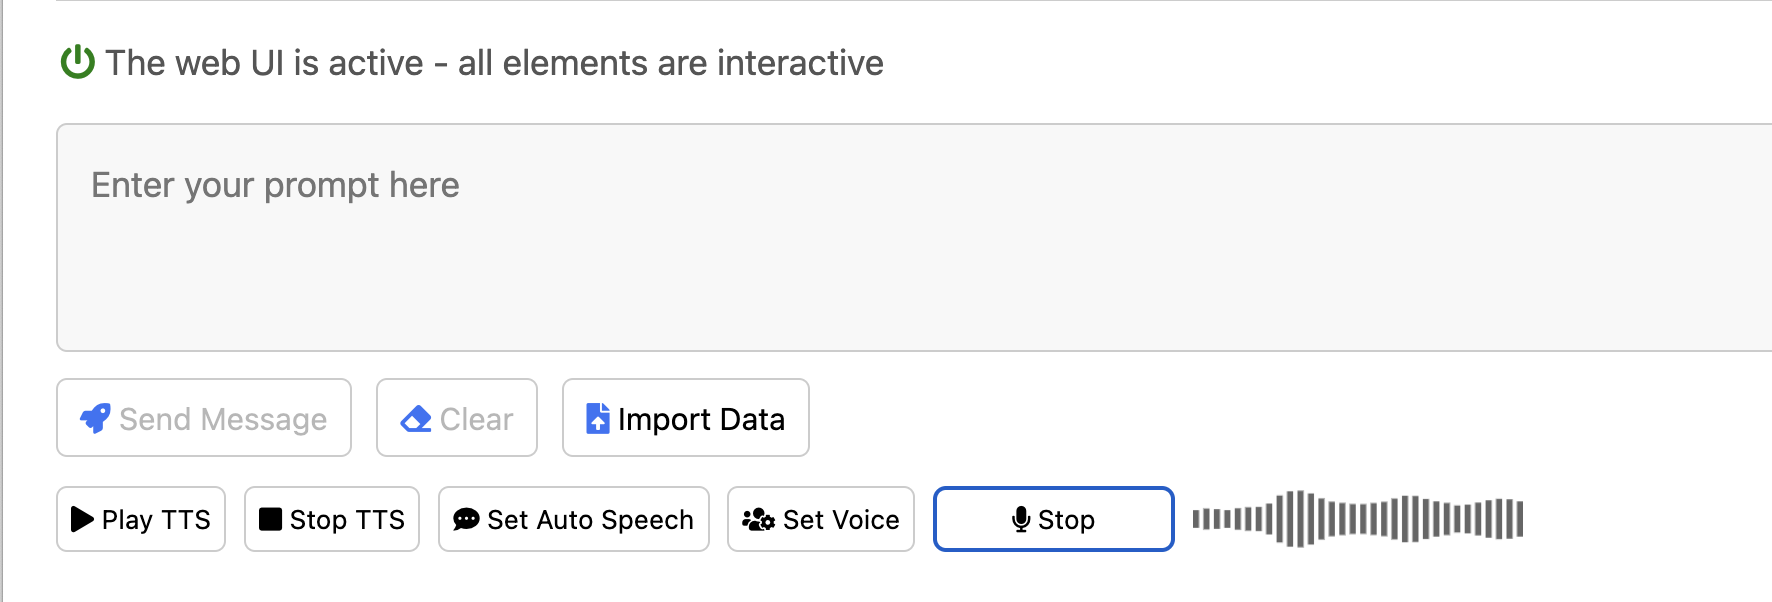 The web UI is active - all elements are interactive
Enter your prompt here
Send Message Clear Import Data
Play TTS Stop TTS Set Auto Speech Set Voice Stop